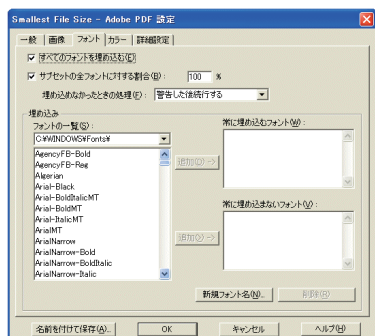 Smallest File Size - Adobe PDF 設定
一般 画像 フォント カラー 詳細設定
すべてのフォントを埋め込む(E)
サブセットの全フォントに対する割合(B): 100 %
埋め込めなかったときの処理(F): 警告した後続行する
埋め込み
フォントの一覧(S):
C:¥WINDOWS¥Fonts¥
AgencyFB-Bold
AgencyFB-Reg
Algerian
Arial-Black
Arial-BoldItalicMT
Arial-BoldMT
Arial-ItalicMT
ArialMT
ArialNarrow
ArialNarrow-Bold
ArialNarrow-BoldItalic
ArialNarrow-Italic
常に埋め込むフォント(W):
追加(D)->
常に埋め込まないフォント(V):
追加(X)->
新規フォント名(N)... 削除(R)
名前を付けて保存(A)... OK キャンセル ヘルプ(H)